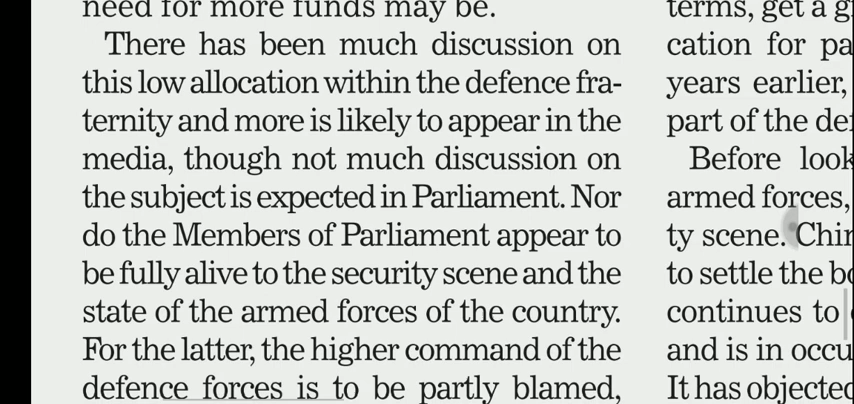 need for more funds may be.
There has been much discussion on
this low allocation within the defence fra-
ternity and more is likely to appear in the
media, though not much discussion on
the subject is expected in Parliament. Nor
do the Members of Parliament appear to
be fully alive to the security scene and the
state of the armed forces of the country.
For the latter, the higher command of the
defence forces is to be partly blamed,
terms, get a
cation for
years earlier,
part of the
Before
armed forces,
ty scene.
to settle the
continues to
and is in
It has objected